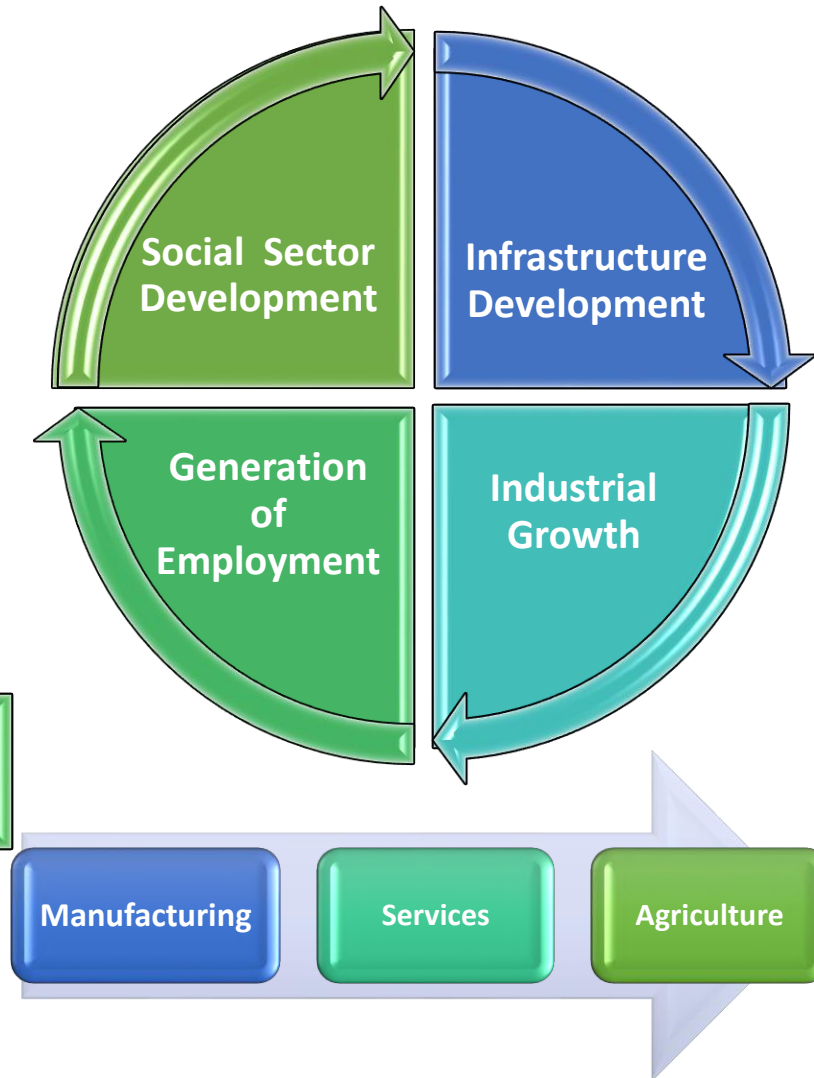 Social Sector
Development
Infrastructure
Development
Generation
of
Employment
Industrial
Growth
Manufacturing
Services
Agriculture